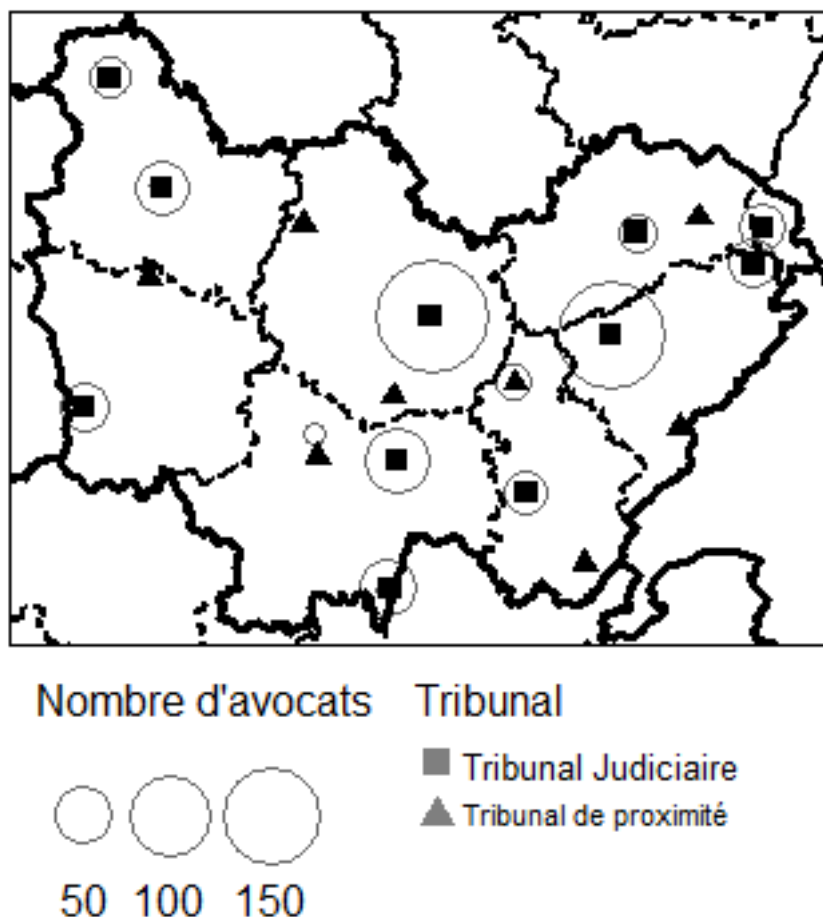 Nombre d'avocats
50 100 150
Tribunal
Tribunal Judiciaire
Tribunal de proximité